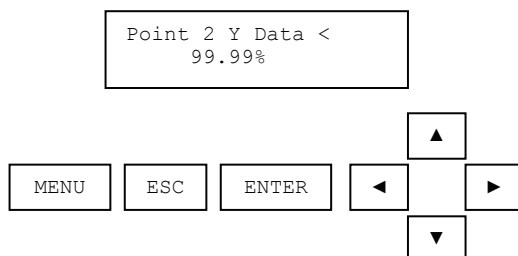 Point 2 Y Data <
99.99%
▲
MENU ESC ENTER ◄ ►
▼